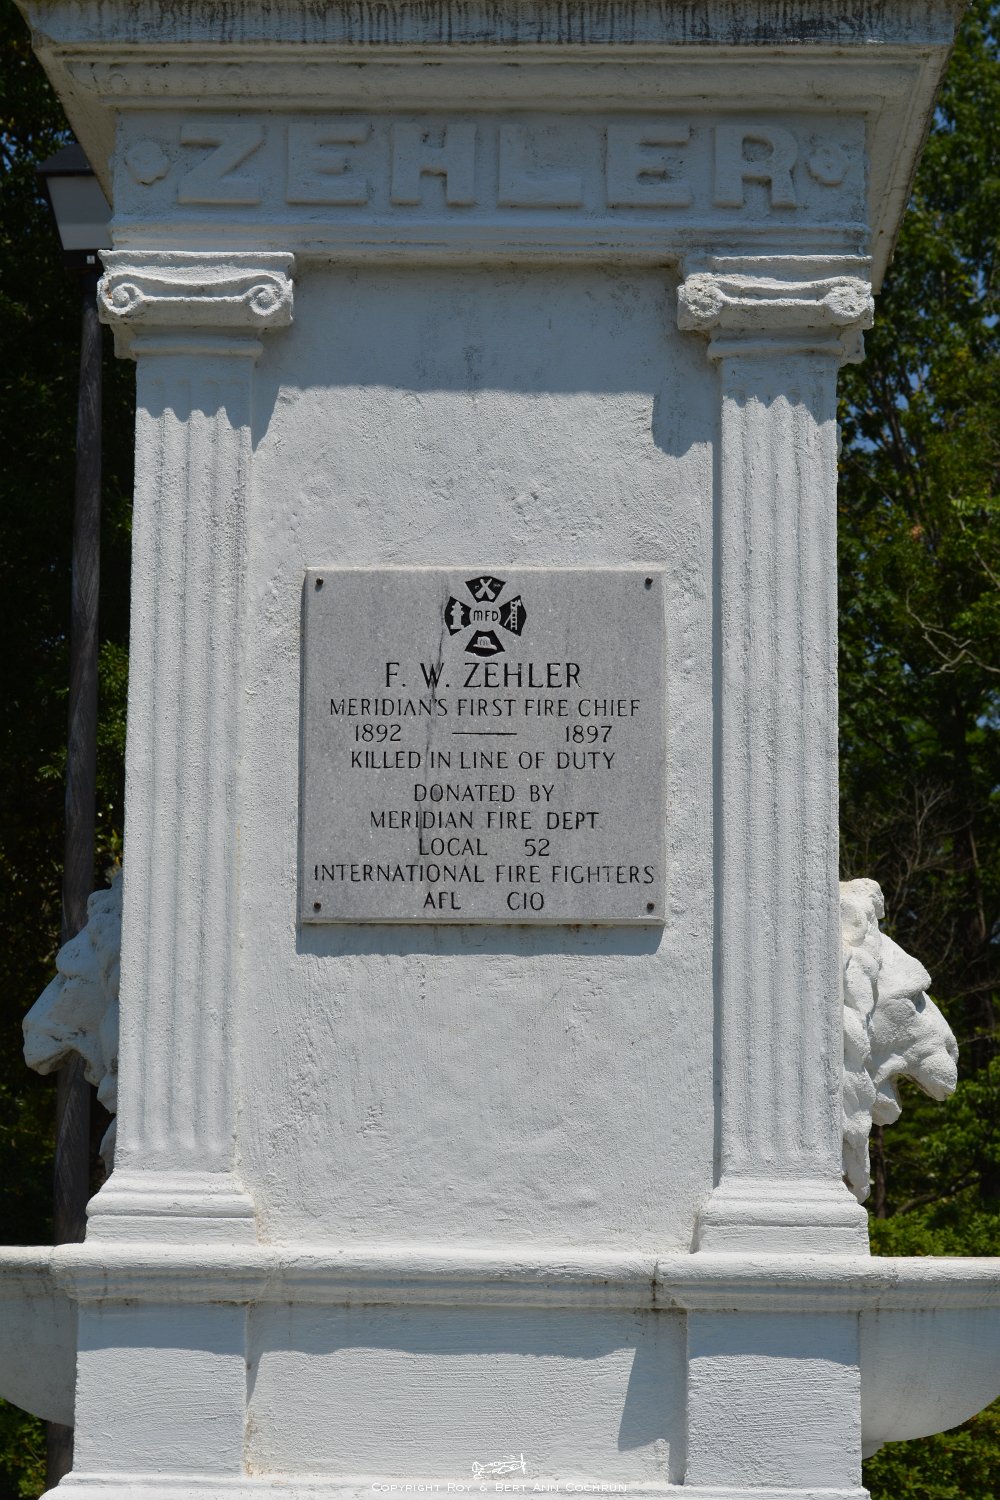 ZEHLER
MFD
F. W. ZEHLER
MERIDIAN'S FIRST FIRE CHIEF
1892 — 1897
KILLED IN LINE OF DUTY
DONATED BY
MERIDIAN FIRE DEPT
LOCAL 52
INTERNATIONAL FIRE FIGHTERS
AFL CIO
Copyright Roy & Bert Ann Cochrun